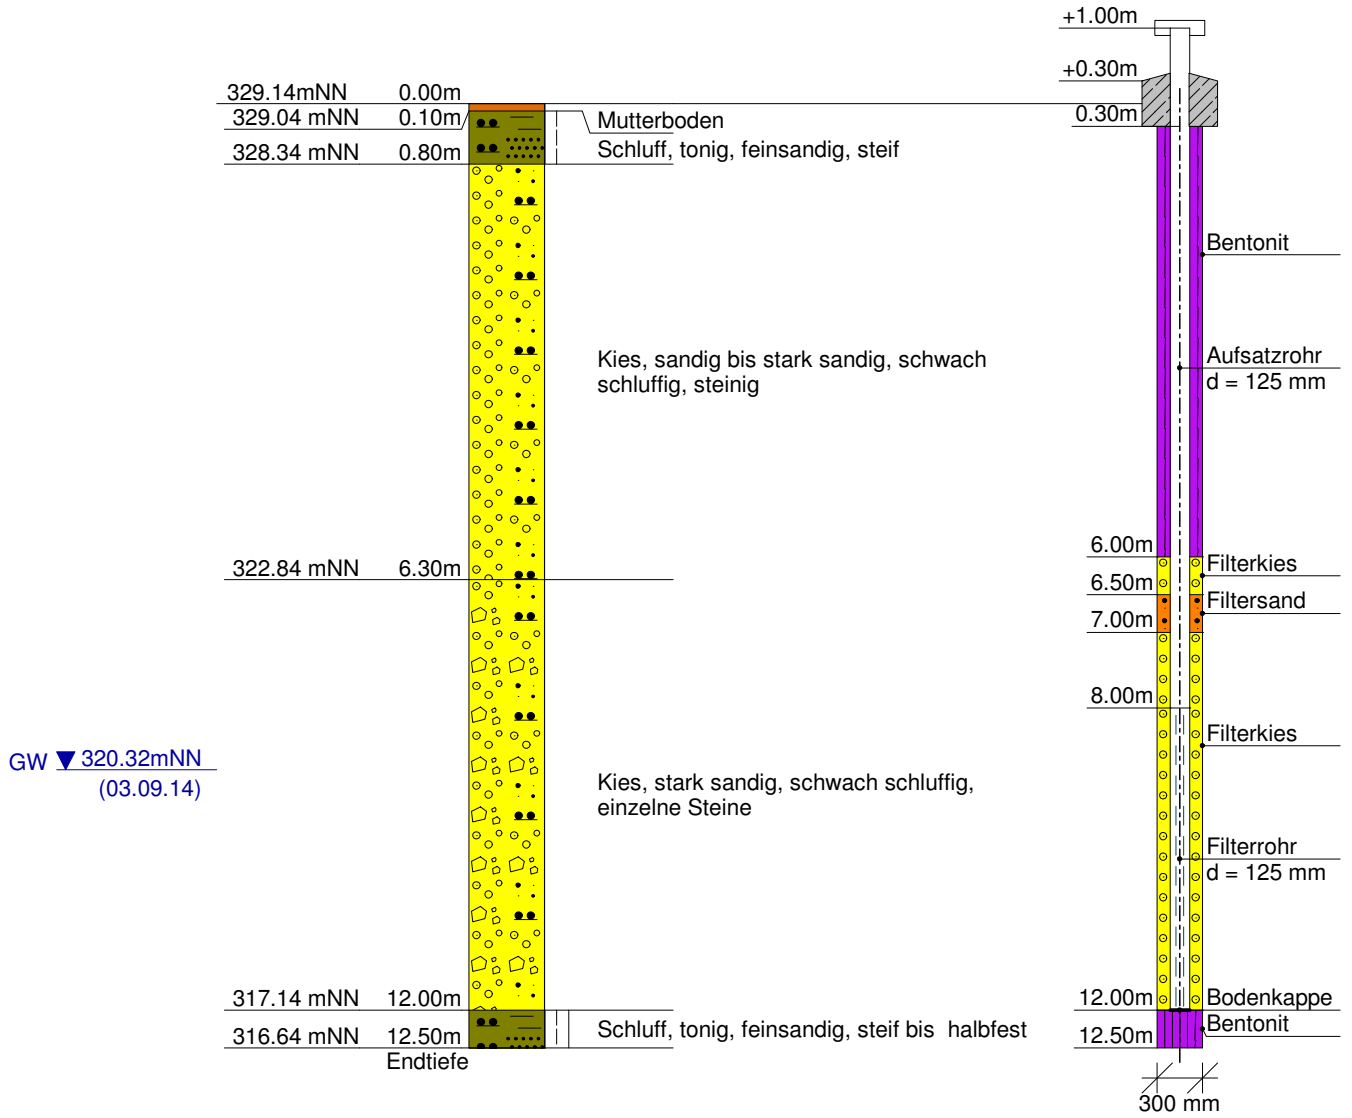 +1.00m
+0.30m
329.14mNN 0.00m
329.04 mNN 0.10m
0.30m
Mutterboden
328.34 mNN 0.80m
Schluff, tonig, feinsandig, steif
Bentonit
Kies, sandig bis stark sandig, schwach
schluffig, steinig
Aufsatzrohr
d = 125 mm
6.00m
322.84 mNN 6.30m
Filterkies
6.50m
Filtersand
7.00m
8.00m
Filterkies
GW 320.32mNN
(03.09.14)
Kies, stark sandig, schwach schluffig,
einzelne Steine
Filterrohr
d = 125 mm
317.14 mNN 12.00m
12.00m
Bodenkappe
316.64 mNN 12.50m
Endtiefe
Schluff, tonig, feinsandig, steif bis halbfest
Bentonit
12.50m
300 mm